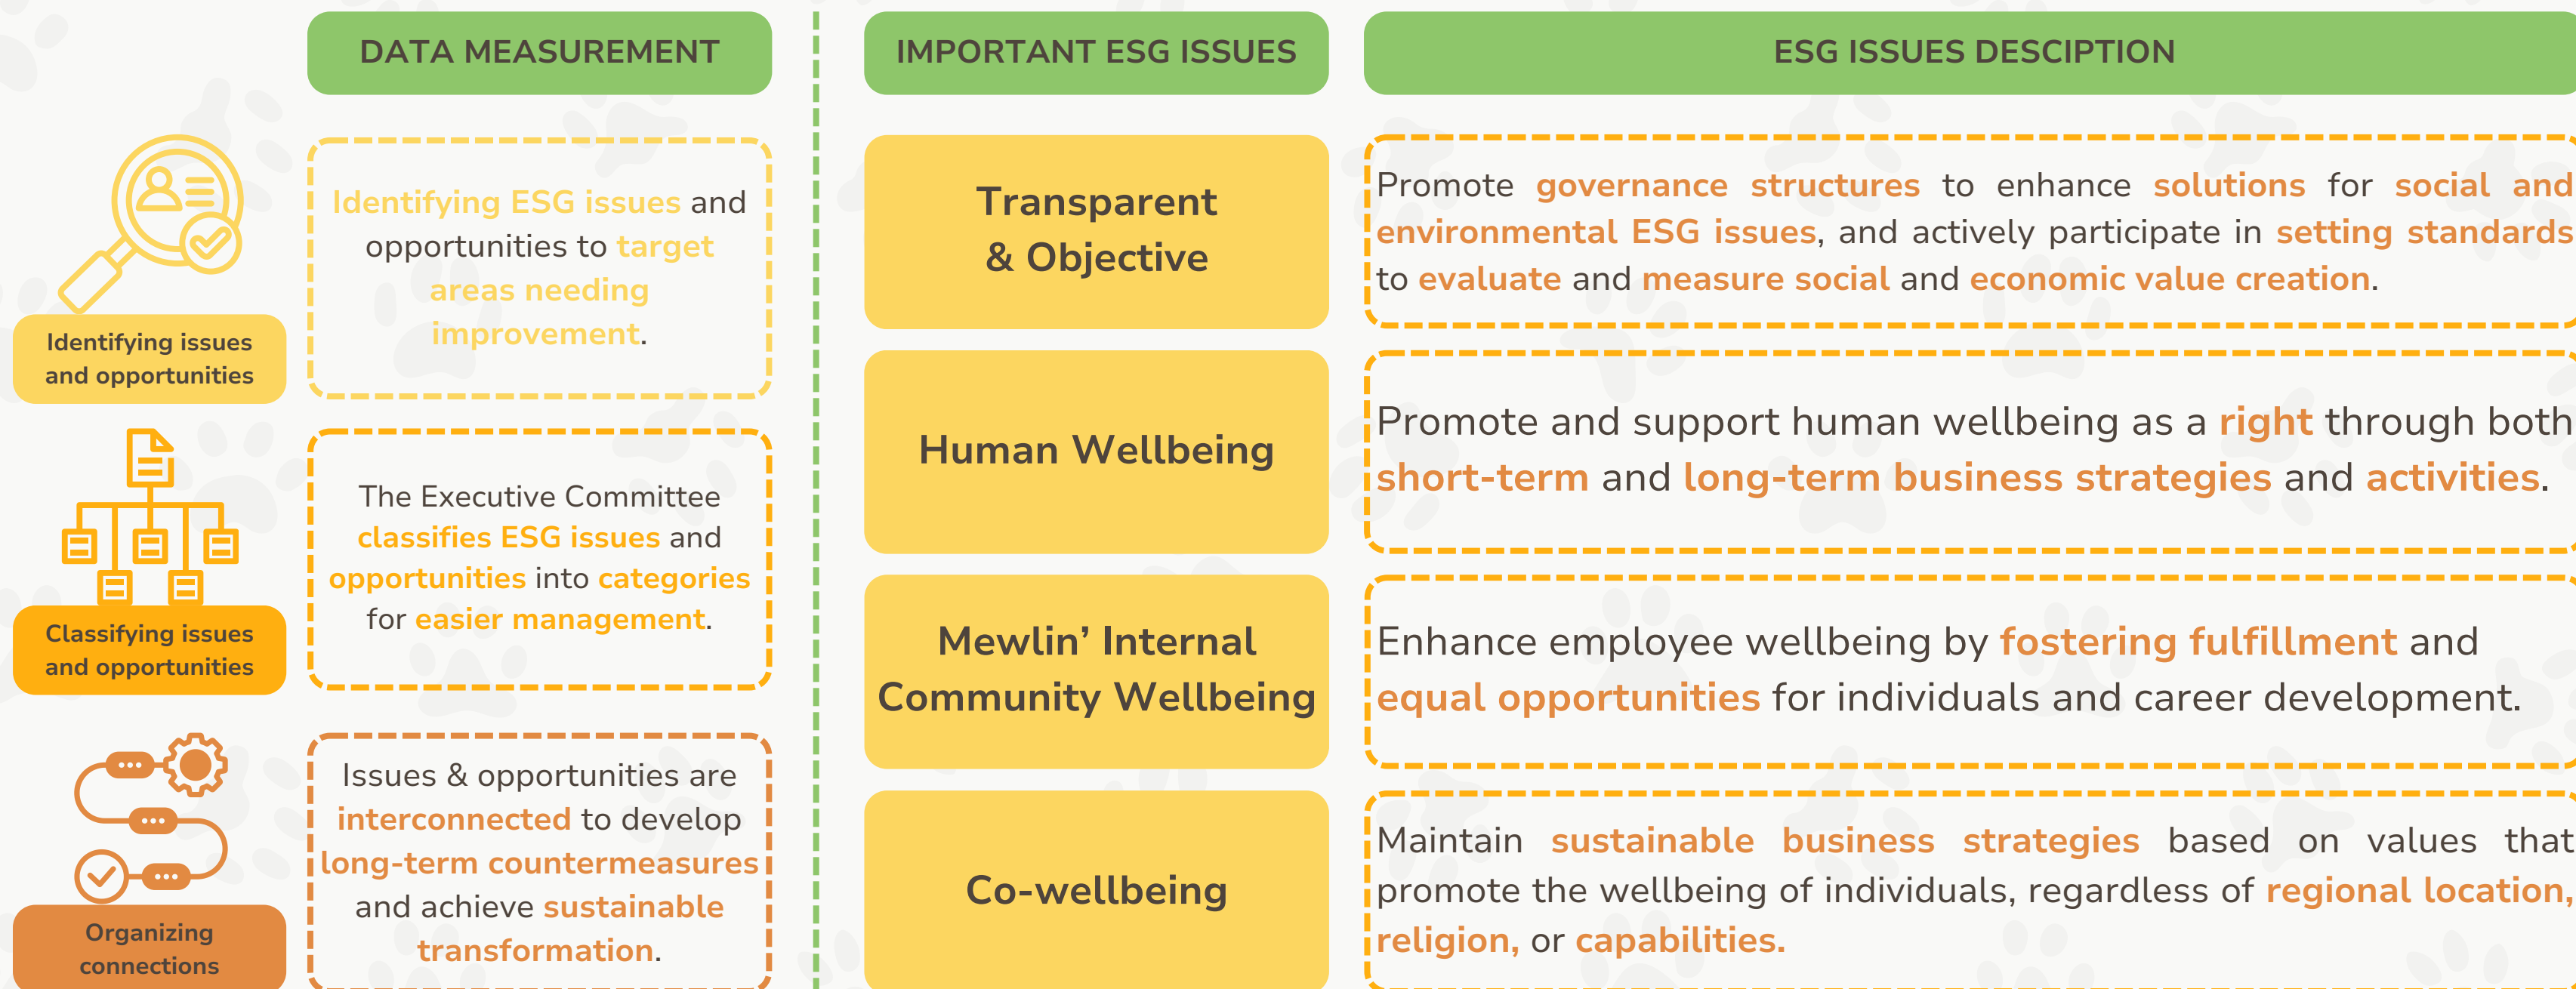 DATA MEASUREMENT
Identifying issues
and opportunities
Identifying ESG issues and
opportunities to target
areas needing
improvement.
Classifying issues
and opportunities
The Executive Committee
classifies ESG issues and
opportunities into categories
for easier management.
Organizing
connections
Issues & opportunities are
interconnected to develop
long-term countermeasures
and achieve sustainable
transformation.
IMPORTANT ESG ISSUES
ESG ISSUES DESCIPTION
Transparent
& Objective
Promote governance structures to enhance solutions for social and
environmental ESG issues, and actively participate in setting standards
to evaluate and measure social and economic value creation.
Human Wellbeing
Promote and support human wellbeing as a right through both
short-term and long-term business strategies and activities.
Mewlin’ Internal
Community Wellbeing
Enhance employee wellbeing by fostering fulfillment and
equal opportunities for individuals and career development.
Co-wellbeing
Maintain sustainable business strategies based on values that
promote the wellbeing of individuals, regardless of regional location,
religion, or capabilities.